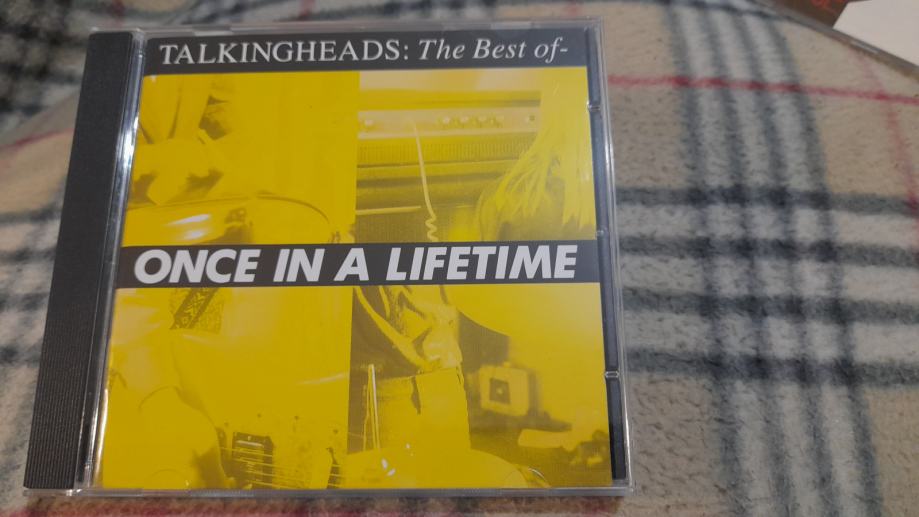 TALKINGHEADS: The Best of-
ONCE IN A LIFETIME